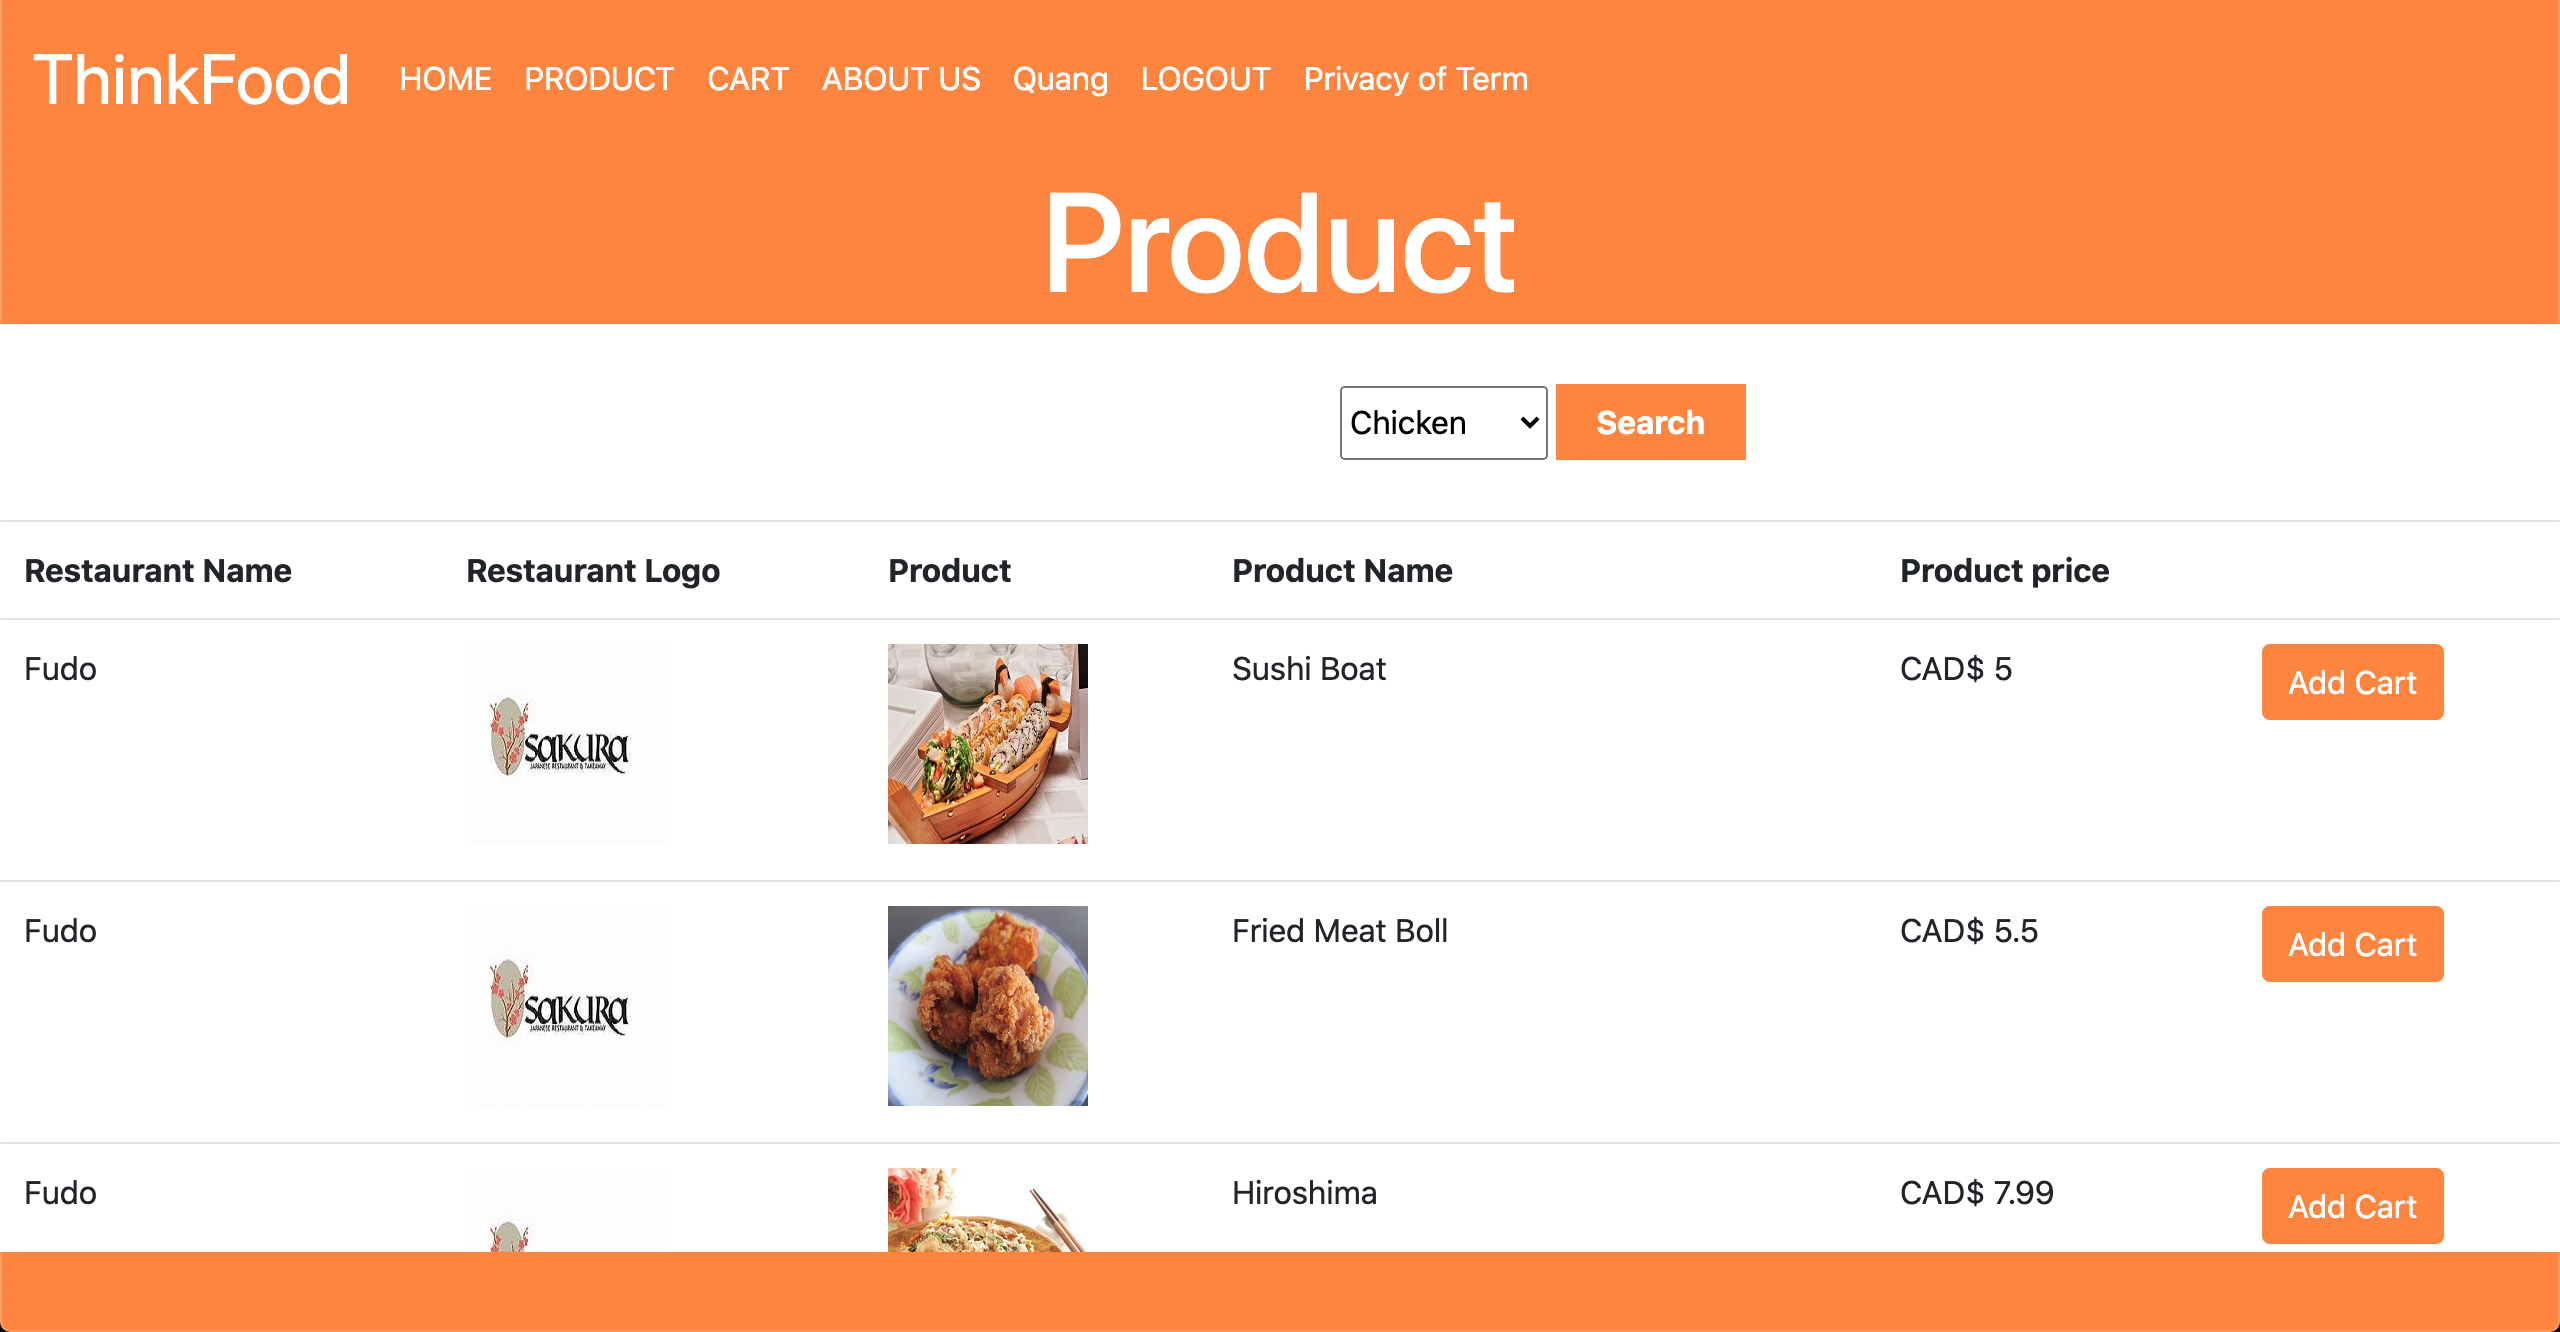 ThinkFood HOME PRODUCT CART ABOUT US Quang LOGOUT Privacy of Term
Product
Chicken Search
Restaurant Name Restaurant Logo Product Product Name Product price
Fudo Sushi Boat CAD$ 5 Add Cart
SAKURA
JAPANESE RESTAURANT & TAKEAWAY
Fudo Fried Meat Boll CAD$ 5.5 Add Cart
SAKURA
JAPANESE RESTAURANT & TAKEAWAY
Fudo Hiroshima CAD$ 7.99 Add Cart